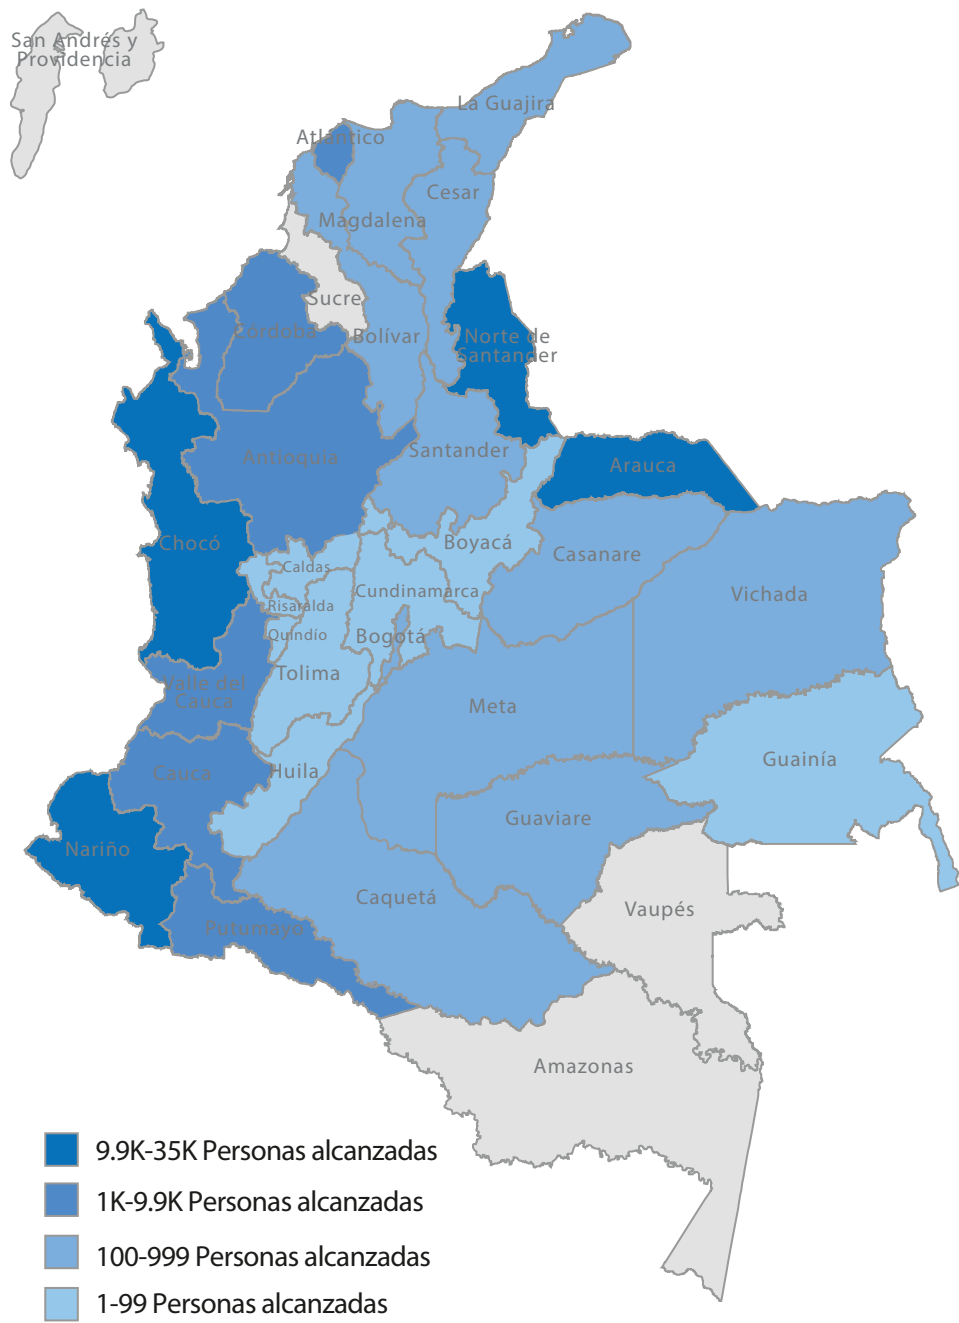 San Andrés y
Providencia
La Guajira
Atlántico
Cesar
Magdalena
Sucre
Córdoba
Bolívar
Norte de
Santander
Antioquia
Santander
Arauca
Chocó
Boyacá
Casanare
Caldas
Cundinamarca
Vichada
Risaralda
Quindío
Bogotá
Tolima
Valle del
Cauca
Meta
Cauca
Huila
Guainía
Guaviare
Nariño
Caquetá
Vaupés
Putumayo
Amazonas
9.9K-35K Personas alcanzadas
1K-9.9K Personas alcanzadas
100-999 Personas alcanzadas
1-99 Personas alcanzadas